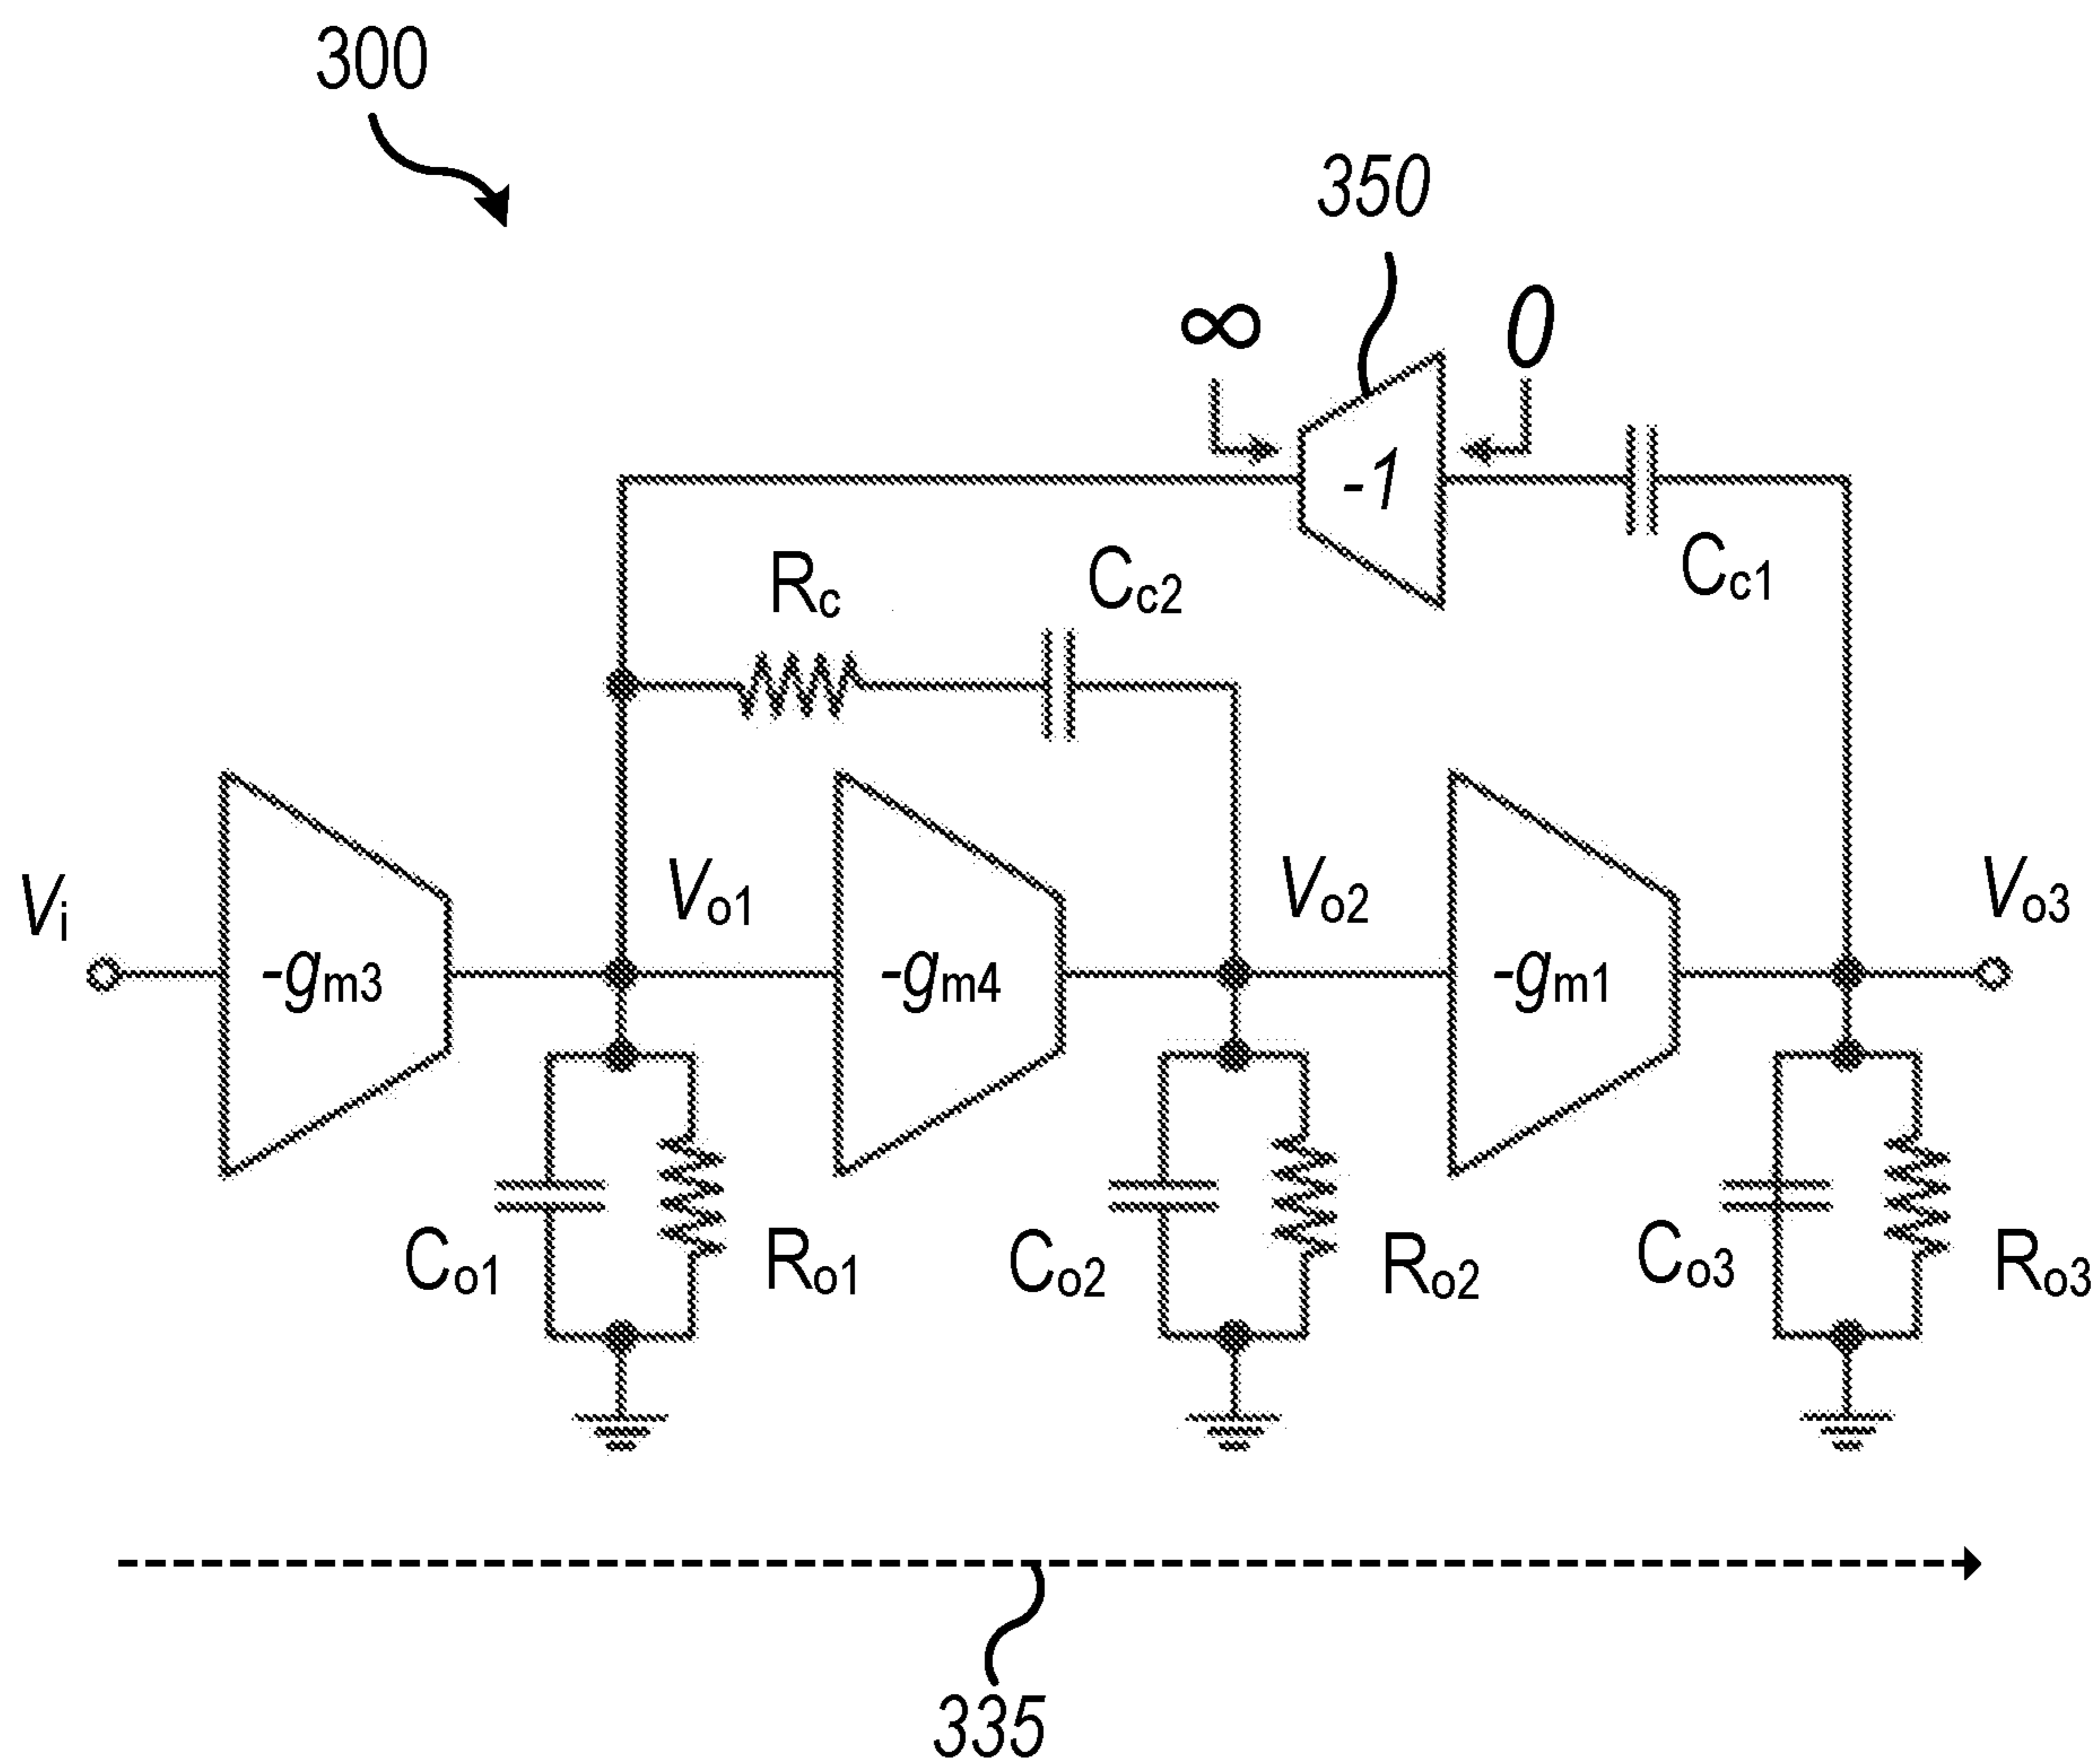 300
350
∞
0
-1
Rc
Cc2
Cc1
Vi
-gm3
Vo1
-gm4
Vo2
-gm1
Vo3
Co1
Ro1
Co2
Ro2
Co3
Ro3
335